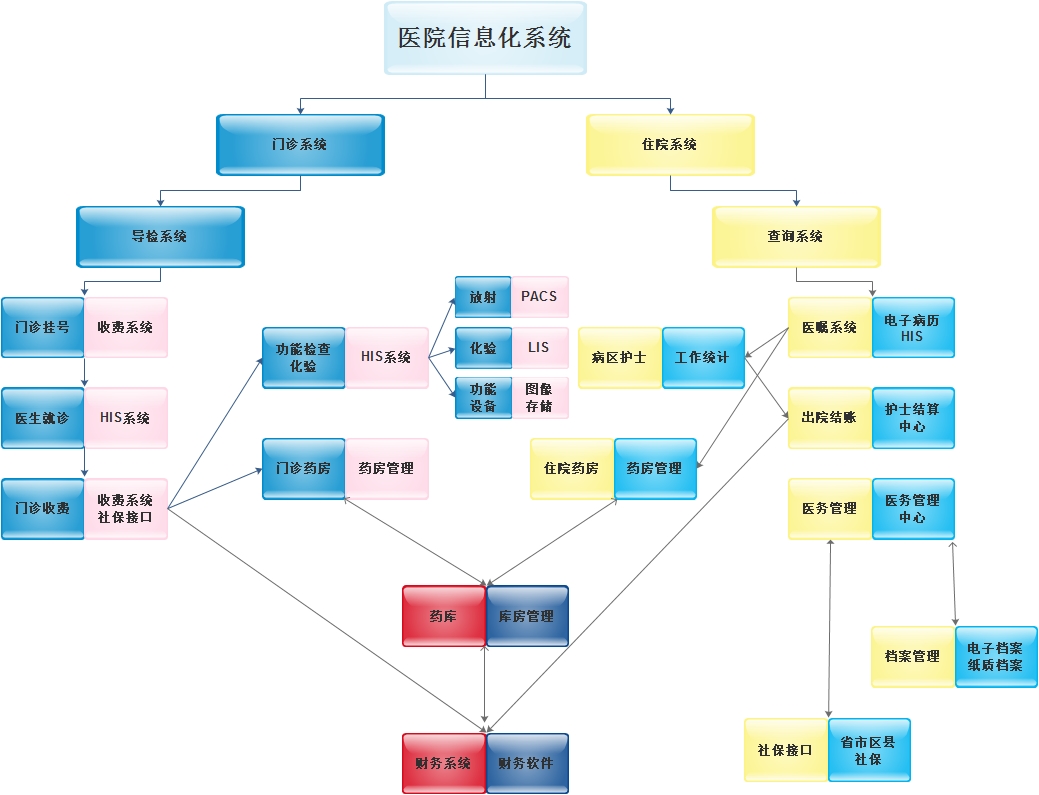 医院信息化系统
门诊系统
住院系统
导检系统
查询系统
门诊挂号
收费系统
医生就诊
HIS系统
门诊收费
收费系统
社保接口
功能检查
化验
HIS系统
放射
PACS
化验
LIS
功能
设备
图像
存储
门诊药房
药房管理
病区护士
工作统计
住院药房
药房管理
医嘱系统
电子病历
HIS
出院结账
护士结算
中心
医务管理
医务管理
中心
药库
库房管理
档案管理
电子档案
纸质档案
财务系统
财务软件
社保接口
省市区县
社保